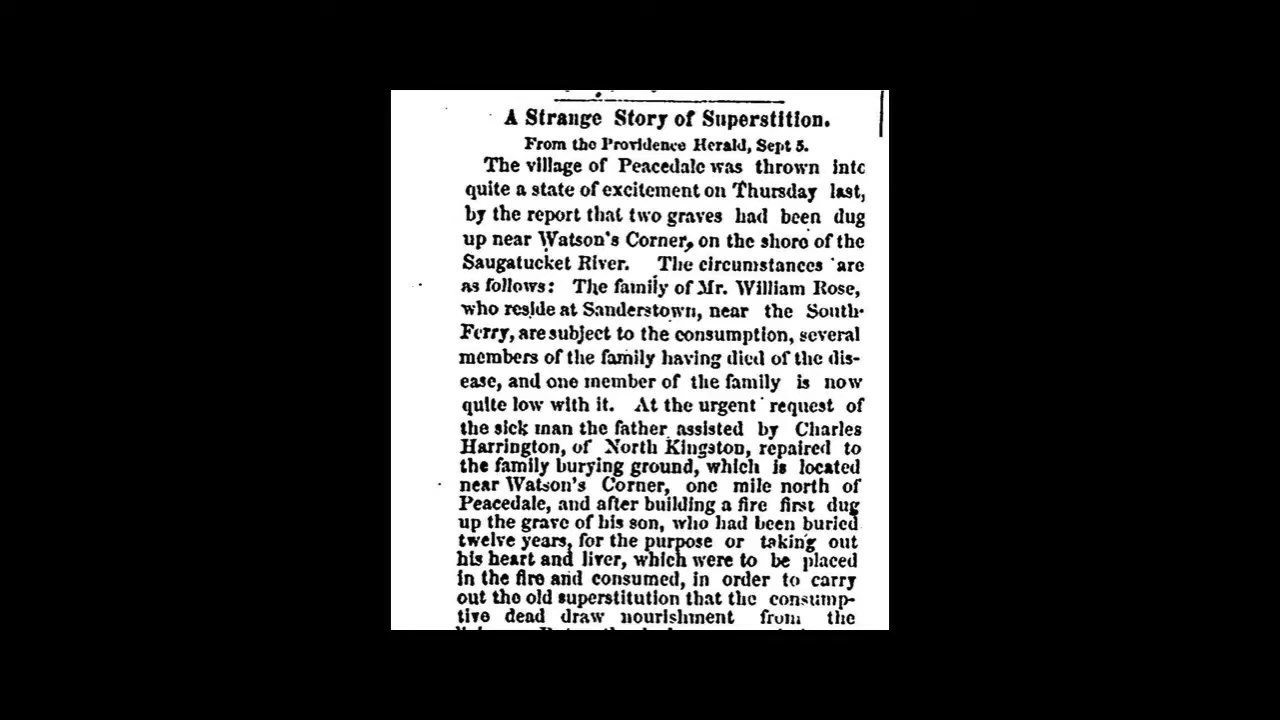 A Strange Story of Superstition.
From the Providence Herald, Sept 5.
The village of Peacedale was thrown into
quite a state of excitement on Thursday last,
by the report that two graves had been dug
up near Watson's Corner, on the shore of the
Saugatucket River. The circumstances are
as follows: The family of Mr. William Rose,
who reside at Sanderstown, near the South-
Ferry, are subject to the consumption, several
members of the family having died of the dis-
ease, and one member of the family is now
quite low with it. At the urgent request of
the sick man the father assisted by Charles
Harrington, of North Kingston, repaired to
the family burying ground, which is located
near Watson's Corner, one mile north of
Peacedale, and after building a fire first dug
up the grave of his son, who had been buried
twelve years, for the purpose or taking out
his heart and liver, which were to be placed
in the fire and consumed, in order to carry
out the old superstitution that the consump-
tive dead draw nourishment from the